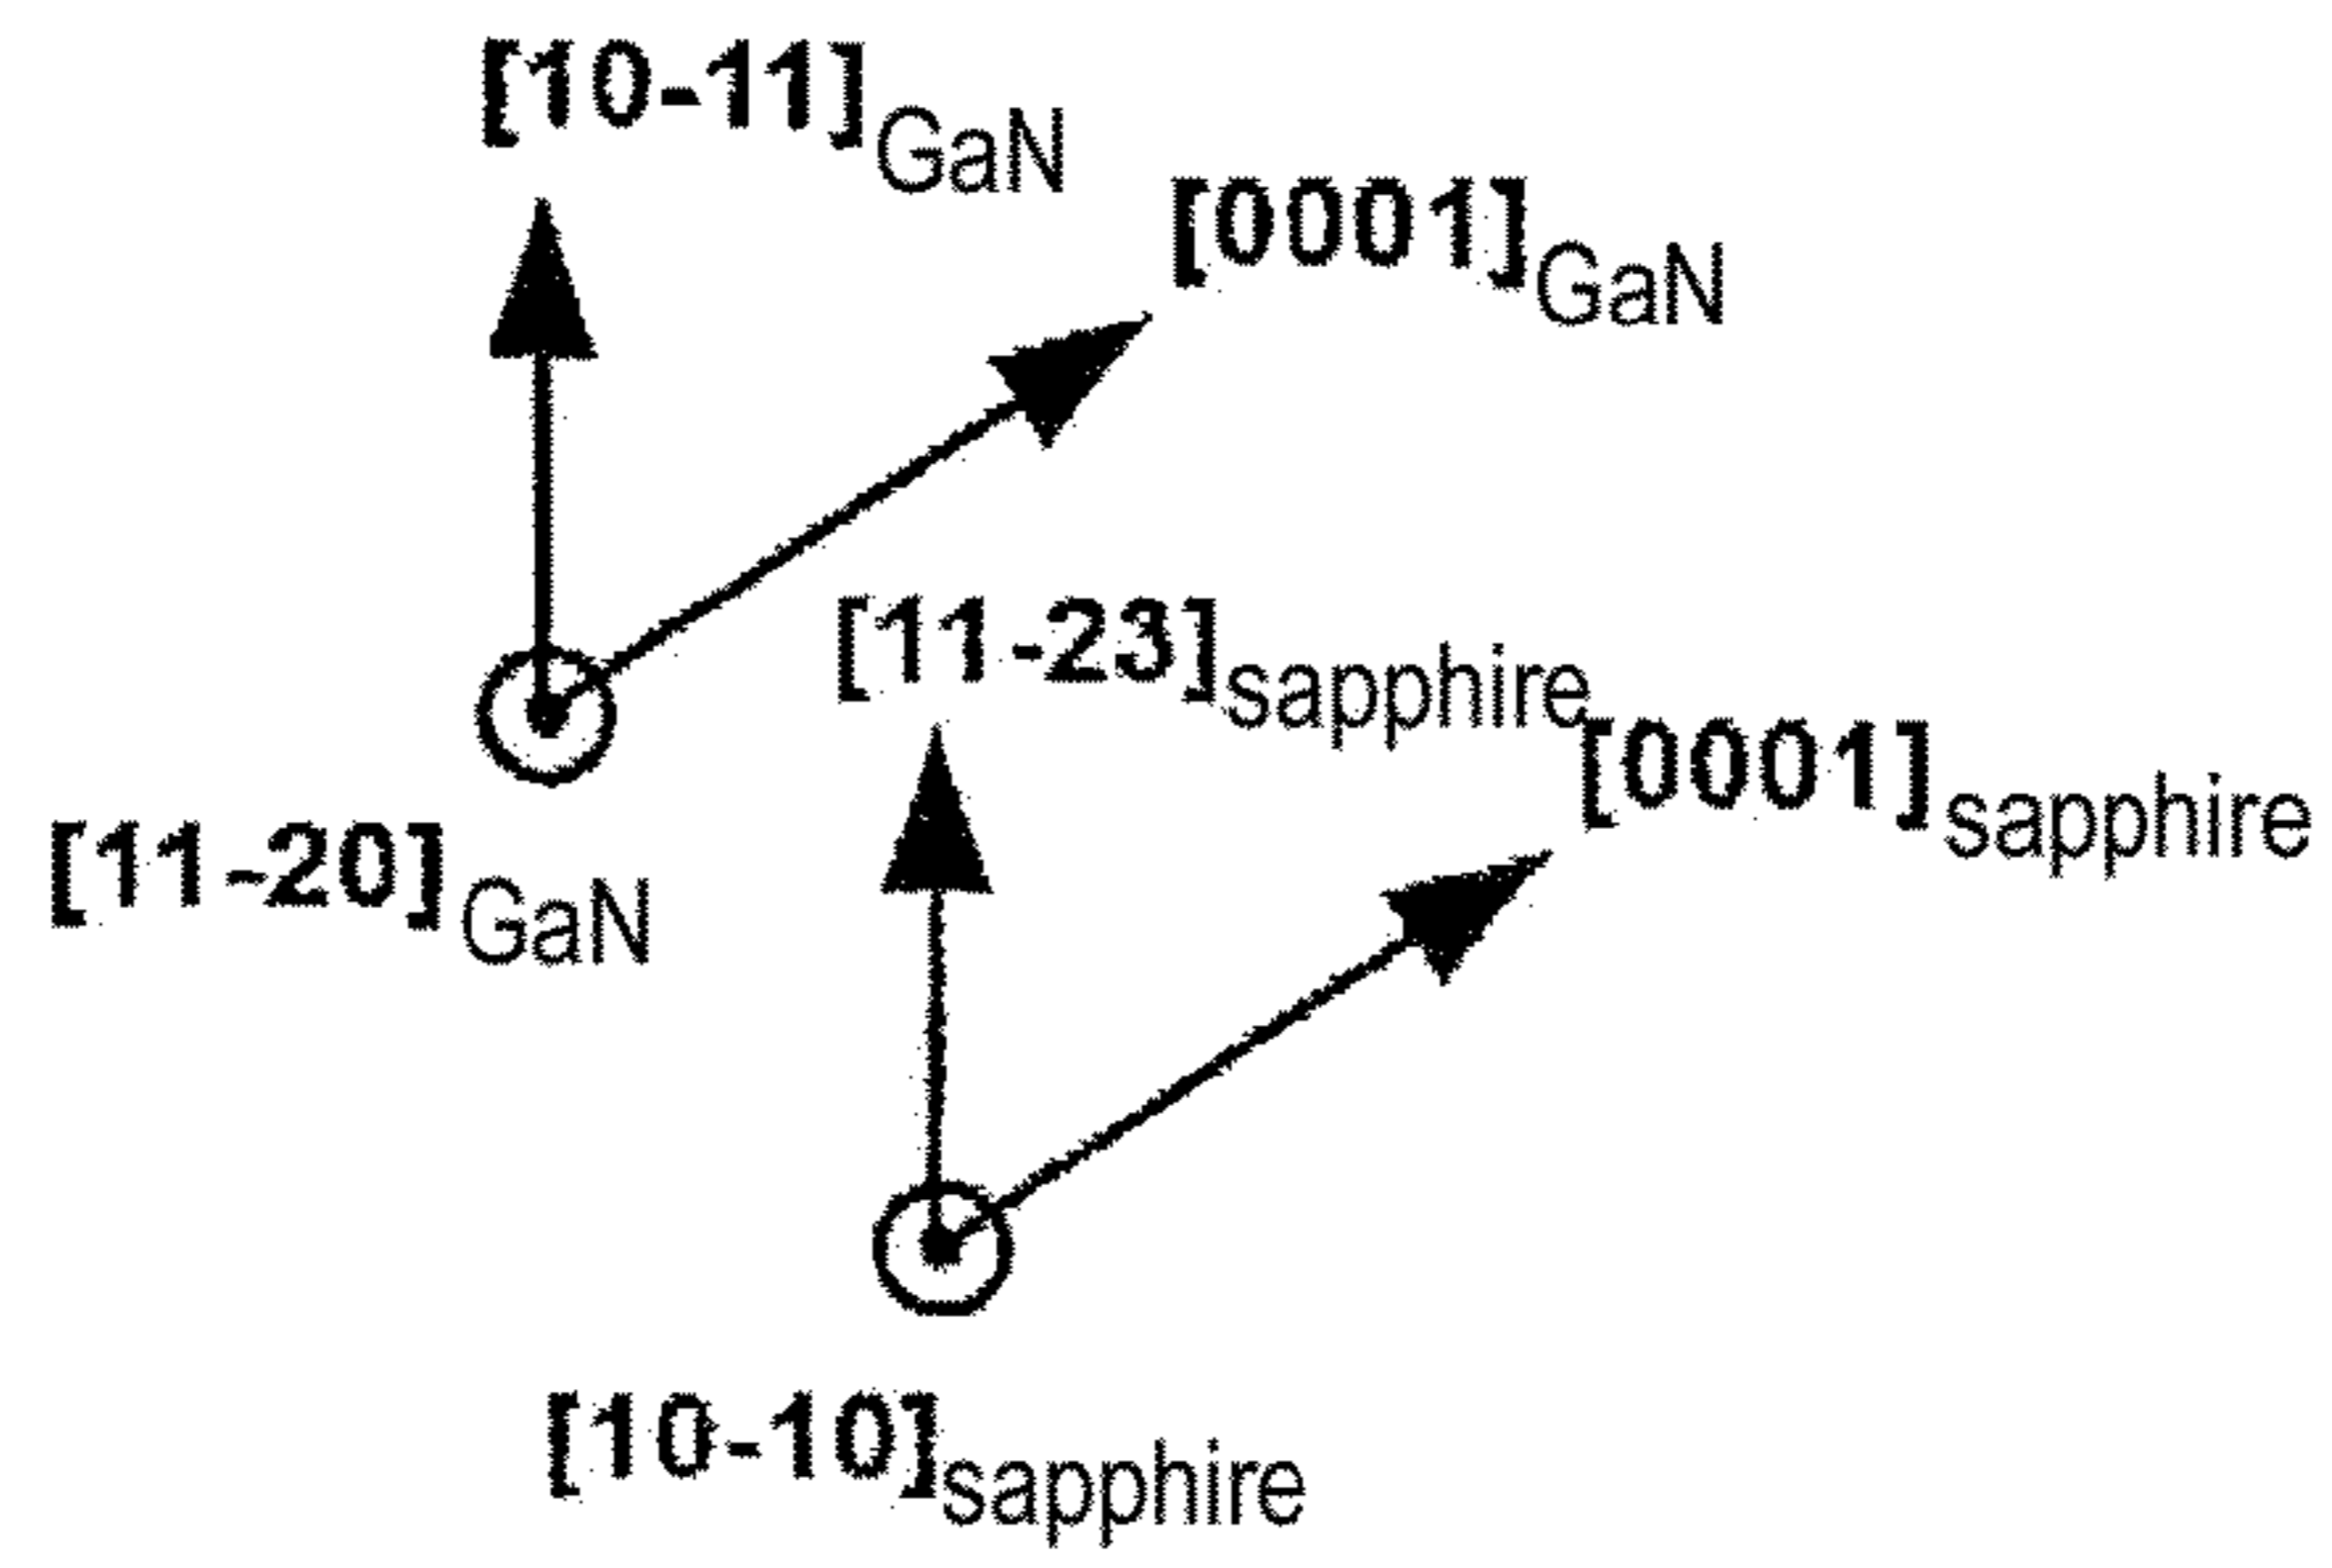 [10-11]GaN
[0001]GaN
[11-23]sapphire
[0001]sapphire
[11-20]GaN
[10-10]sapphire